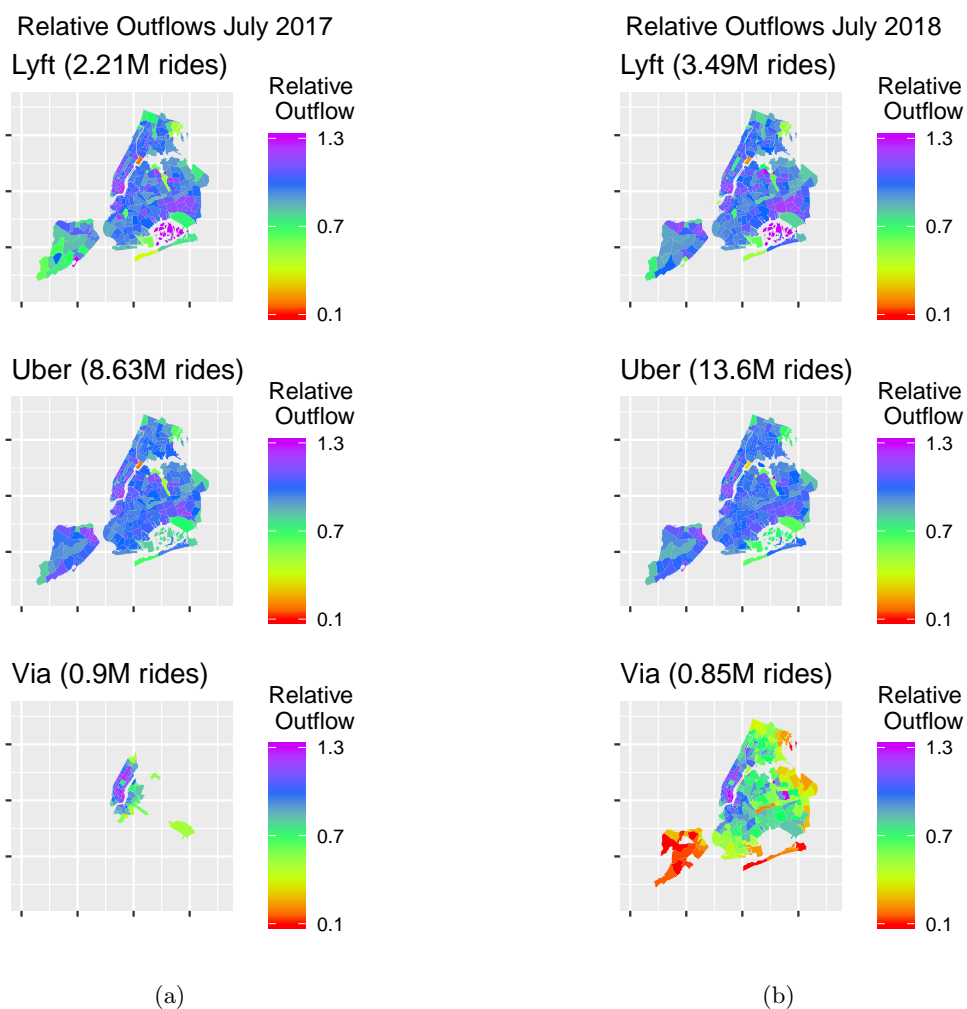 Relative Outflows July 2017
Lyft (2.21M rides)
Relative
Outflow
1.3
0.7
0.1
Uber (8.63M rides)
Relative
Outflow
1.3
0.7
0.1
Via (0.9M rides)
Relative
Outflow
1.3
0.7
0.1
(a)
Relative Outflows July 2018
Lyft (3.49M rides)
Relative
Outflow
1.3
0.7
0.1
Uber (13.6M rides)
Relative
Outflow
1.3
0.7
0.1
Via (0.85M rides)
Relative
Outflow
1.3
0.7
0.1
(b)